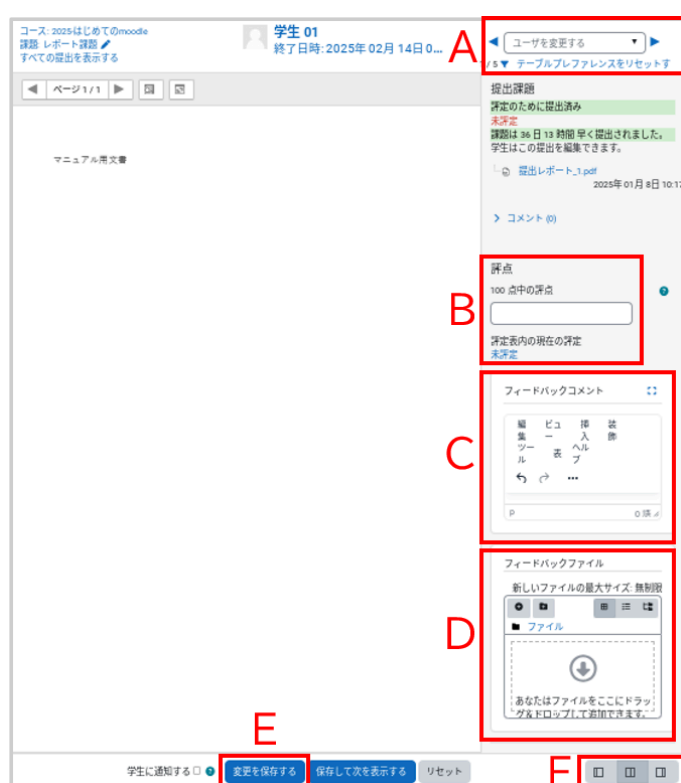 コース: 2025はじめてのmoodle
課題: レポート課題
すべての提出を表示する
学生 01
終了日時: 2025年 02月 14日 0...
A
ユーザを変更する
/ 5 テーブルプレファレンスをリセットす
ページ 1 / 1
マニュアル用文書
提出課題
評定のために提出済み
未評定
課題は 36 日 13 時間 早く提出されました。
学生はこの提出を編集できます。
提出レポート_1.pdf
2025年 01月 8日 10:17
コメント (0)
B
評点
100 点中の評点
評定表内の現在の評定
未評定
C
フィードバックコメント
編集 ビュー 挿入 装飾
ツール 表 ヘルプ
P
0 語
D
フィードバックファイル
新しいファイルの最大サイズ: 無制限
ファイル
あなたはファイルをここにドラッ
グ&ドロップして追加できます。
E
学生に通知する 変更を保存する 保存して次を表示する リセット
F